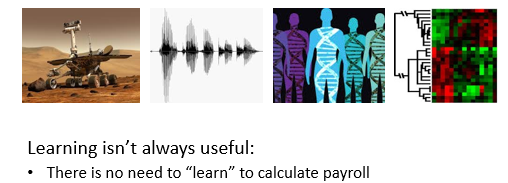 Learning isn't always useful:
• There is no need to “learn” to calculate payroll